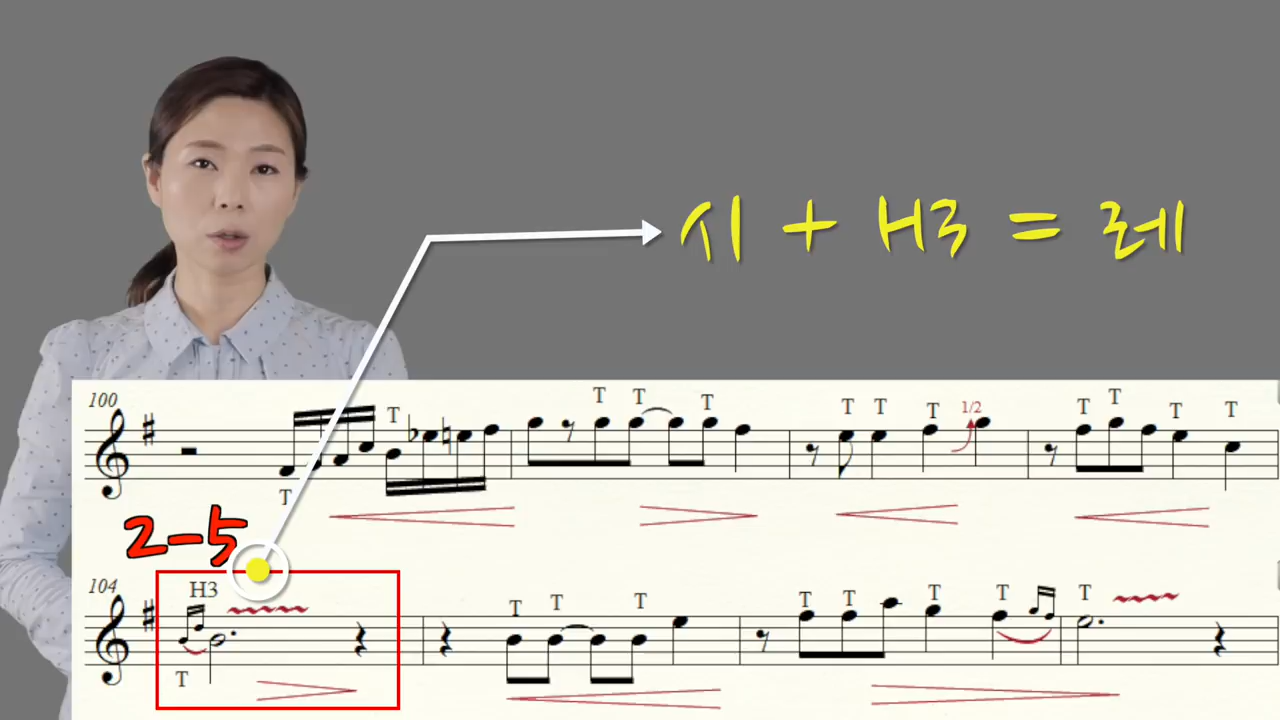 시 + H3 = 레
100
T T T T T T 1/2 T T T T
T
2-5
104
H3
T T T T T T T T
T